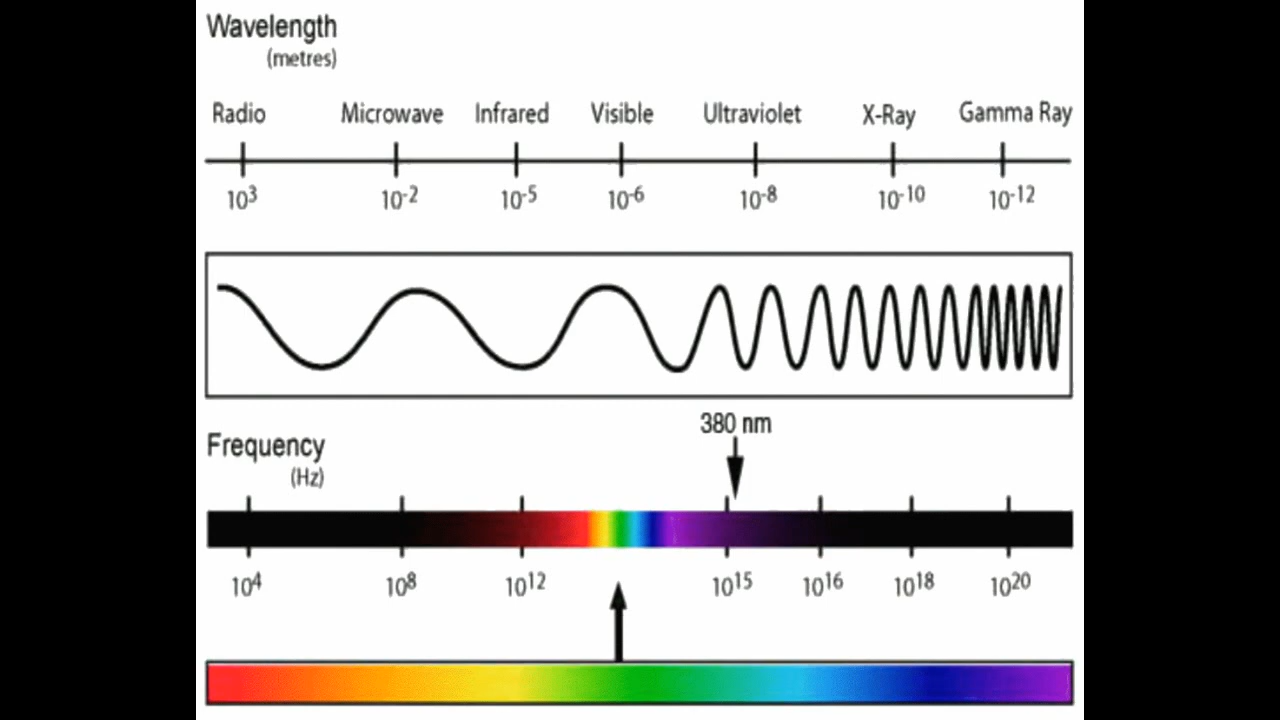 Wavelength
(metres)
Radio Microwave Infrared Visible Ultraviolet X-Ray Gamma Ray
10³ 10⁻² 10⁻⁵ 10⁻⁶ 10⁻⁸ 10⁻¹⁰ 10⁻¹²
380 nm
Frequency
(Hz)
10⁴ 10⁸ 10¹² 10¹⁵ 10¹⁶ 10¹⁸ 10²⁰